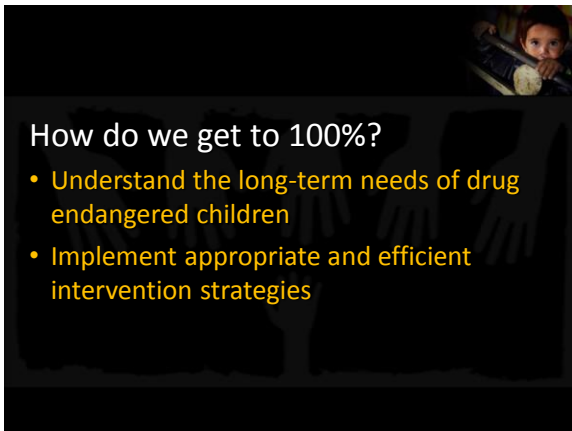 How do we get to 100%?
• Understand the long-term needs of drug
endangered children
• Implement appropriate and efficient
intervention strategies